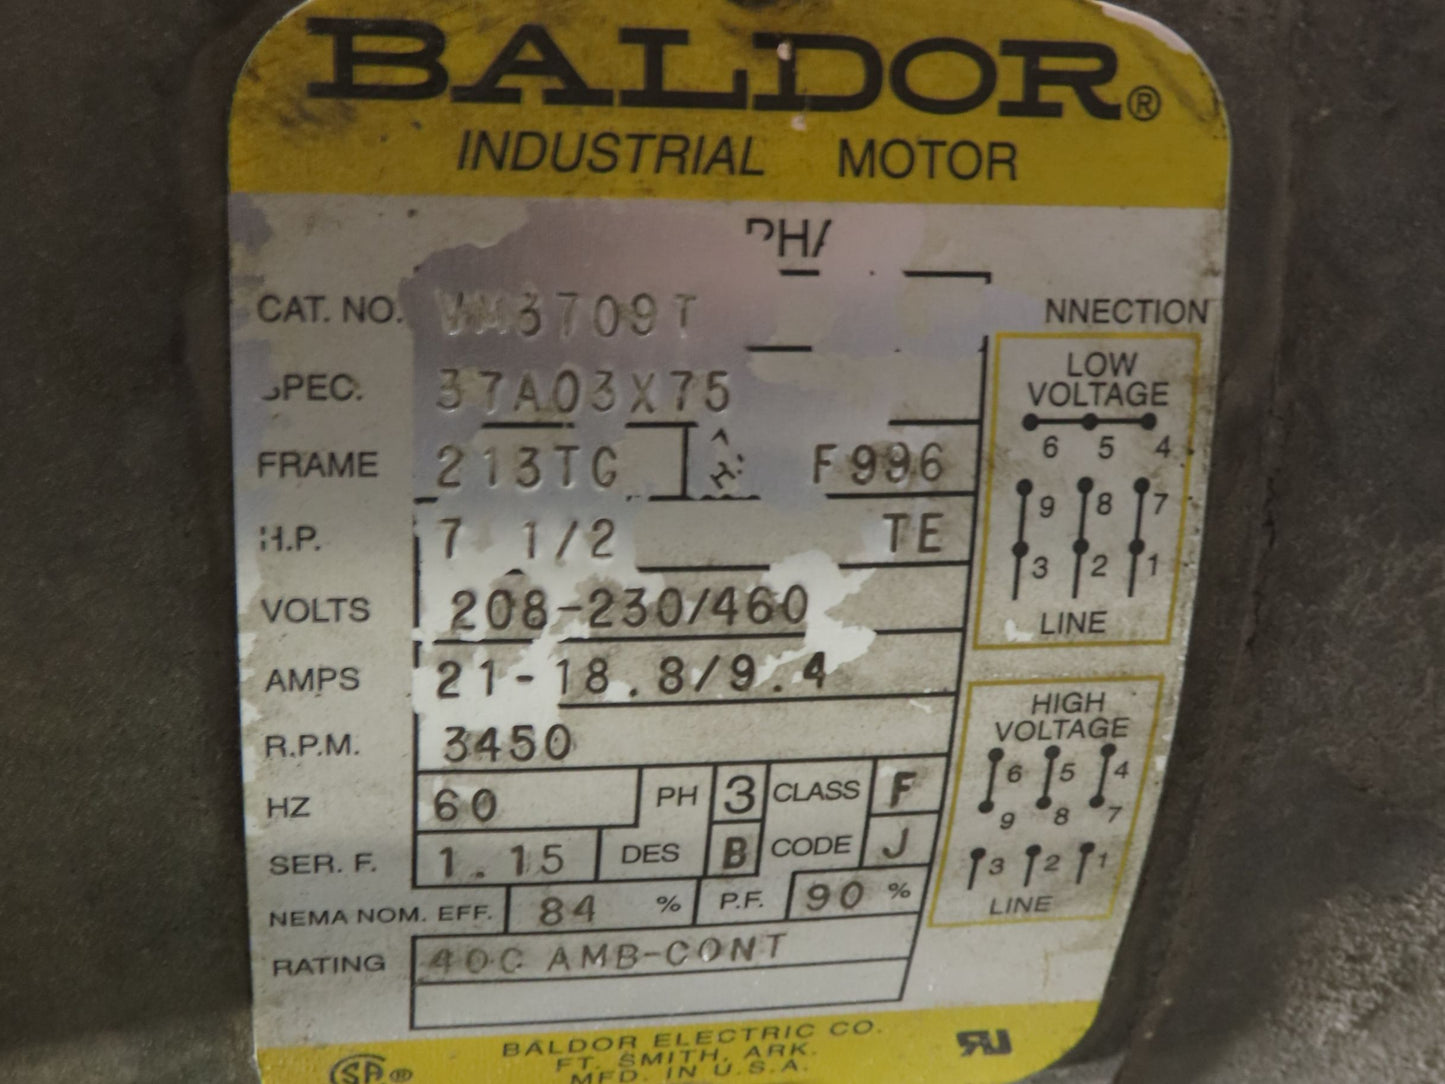 BALDOR®
INDUSTRIAL MOTOR
CAT. NO. VM3709T
SPEC. 37A03X75
FRAME 213TC F996
H.P. 7 1/2 TE
VOLTS 208-230/460
AMPS 21-18.8/9.4
R.P.M. 3450
HZ 60 PH 3 CLASS F
SER. F. 1.15 DES B CODE J
NEMA NOM. EFF. 84 % P.F. 90 %
RATING 40C AMB-CONT
NNECTION
LOW
VOLTAGE
6 5 4
9 8 7
3 2 1
LINE
HIGH
VOLTAGE
6 5 4
9 8 7
3 2 1
LINE
BALDOR ELECTRIC CO.
FT. SMITH, ARK.
MFD. IN U.S.A.